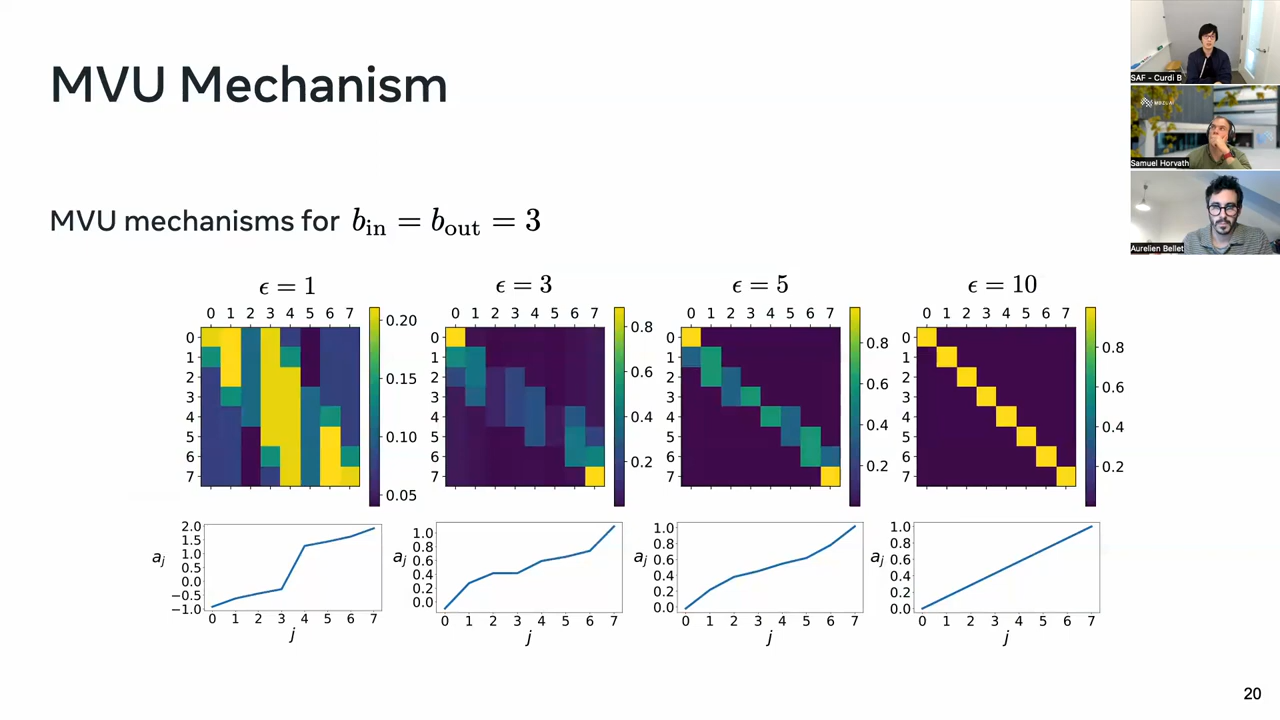 MVU Mechanism
SAF - Curdi B
Samuel Horvath
Aurelien Bellet
MVU mechanisms for b_in = b_out = 3
ϵ = 1
ϵ = 3
ϵ = 5
ϵ = 10
0 1 2 3 4 5 6 7
0 1 2 3 4 5 6 7
0.20 0.15 0.10 0.05
0 1 2 3 4 5 6 7
0 1 2 3 4 5 6 7
0.8 0.6 0.4 0.2
0 1 2 3 4 5 6 7
0 1 2 3 4 5 6 7
0.8 0.6 0.4 0.2
0 1 2 3 4 5 6 7
0 1 2 3 4 5 6 7
0.8 0.6 0.4 0.2
a_j
2.0 1.5 1.0 0.5 0.0 −0.5 −1.0
0 1 2 3 4 5 6 7
j
a_j
1.0 0.8 0.6 0.4 0.2 0.0
0 1 2 3 4 5 6 7
j
a_j
1.0 0.8 0.6 0.4 0.2 0.0
0 1 2 3 4 5 6 7
j
a_j
1.0 0.8 0.6 0.4 0.2 0.0
0 1 2 3 4 5 6 7
j
20